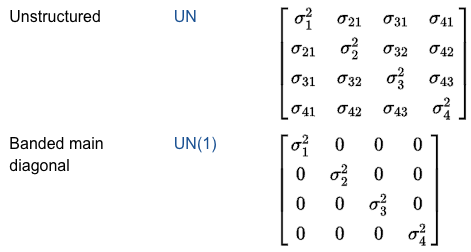 Unstructured UN
σ₁² σ₂₁ σ₃₁ σ₄₁
σ₂₁ σ₂² σ₃₂ σ₄₂
σ₃₁ σ₃₂ σ₃² σ₄₃
σ₄₁ σ₄₂ σ₄₃ σ₄²
Banded main UN(1)
diagonal
σ₁² 0 0 0
0 σ₂² 0 0
0 0 σ₃² 0
0 0 0 σ₄²